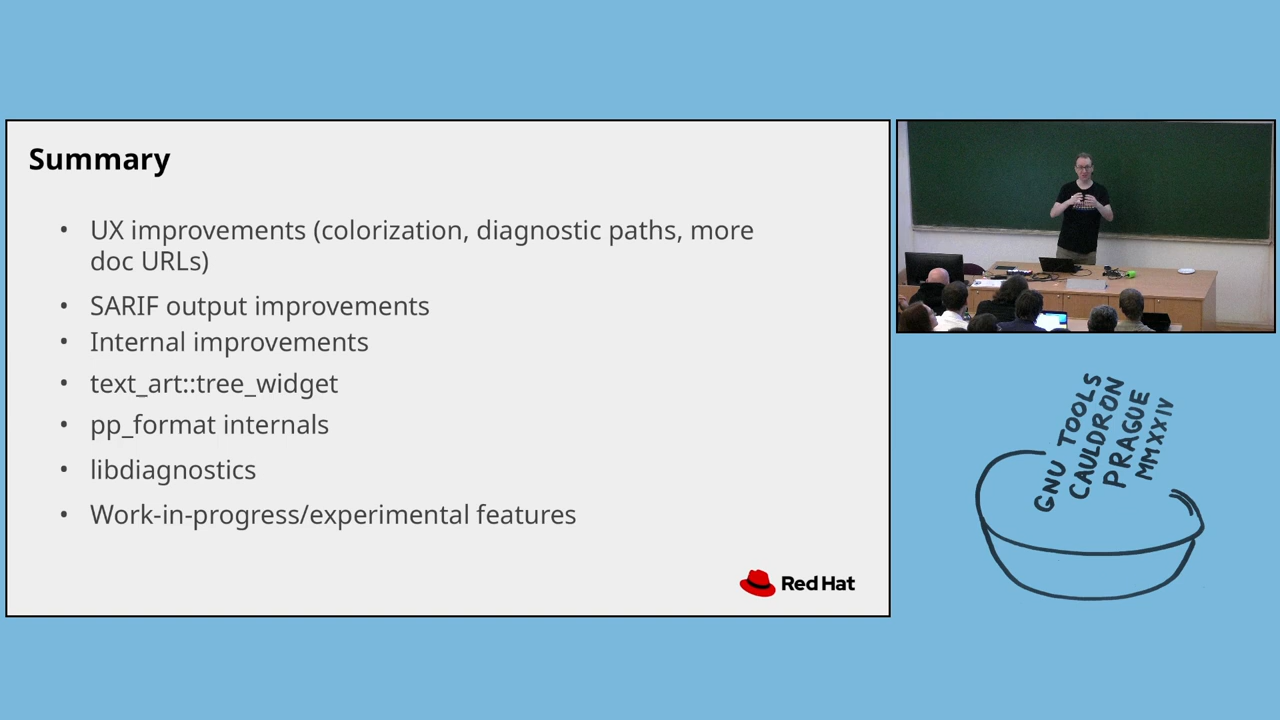 Summary
• UX improvements (colorization, diagnostic paths, more
doc URLs)
• SARIF output improvements
• Internal improvements
• text_art::tree_widget
• pp_format internals
• libdiagnostics
• Work-in-progress/experimental features
Red Hat
GNU TOOLS
CAULDRON
PRAGUE
MMXXIV